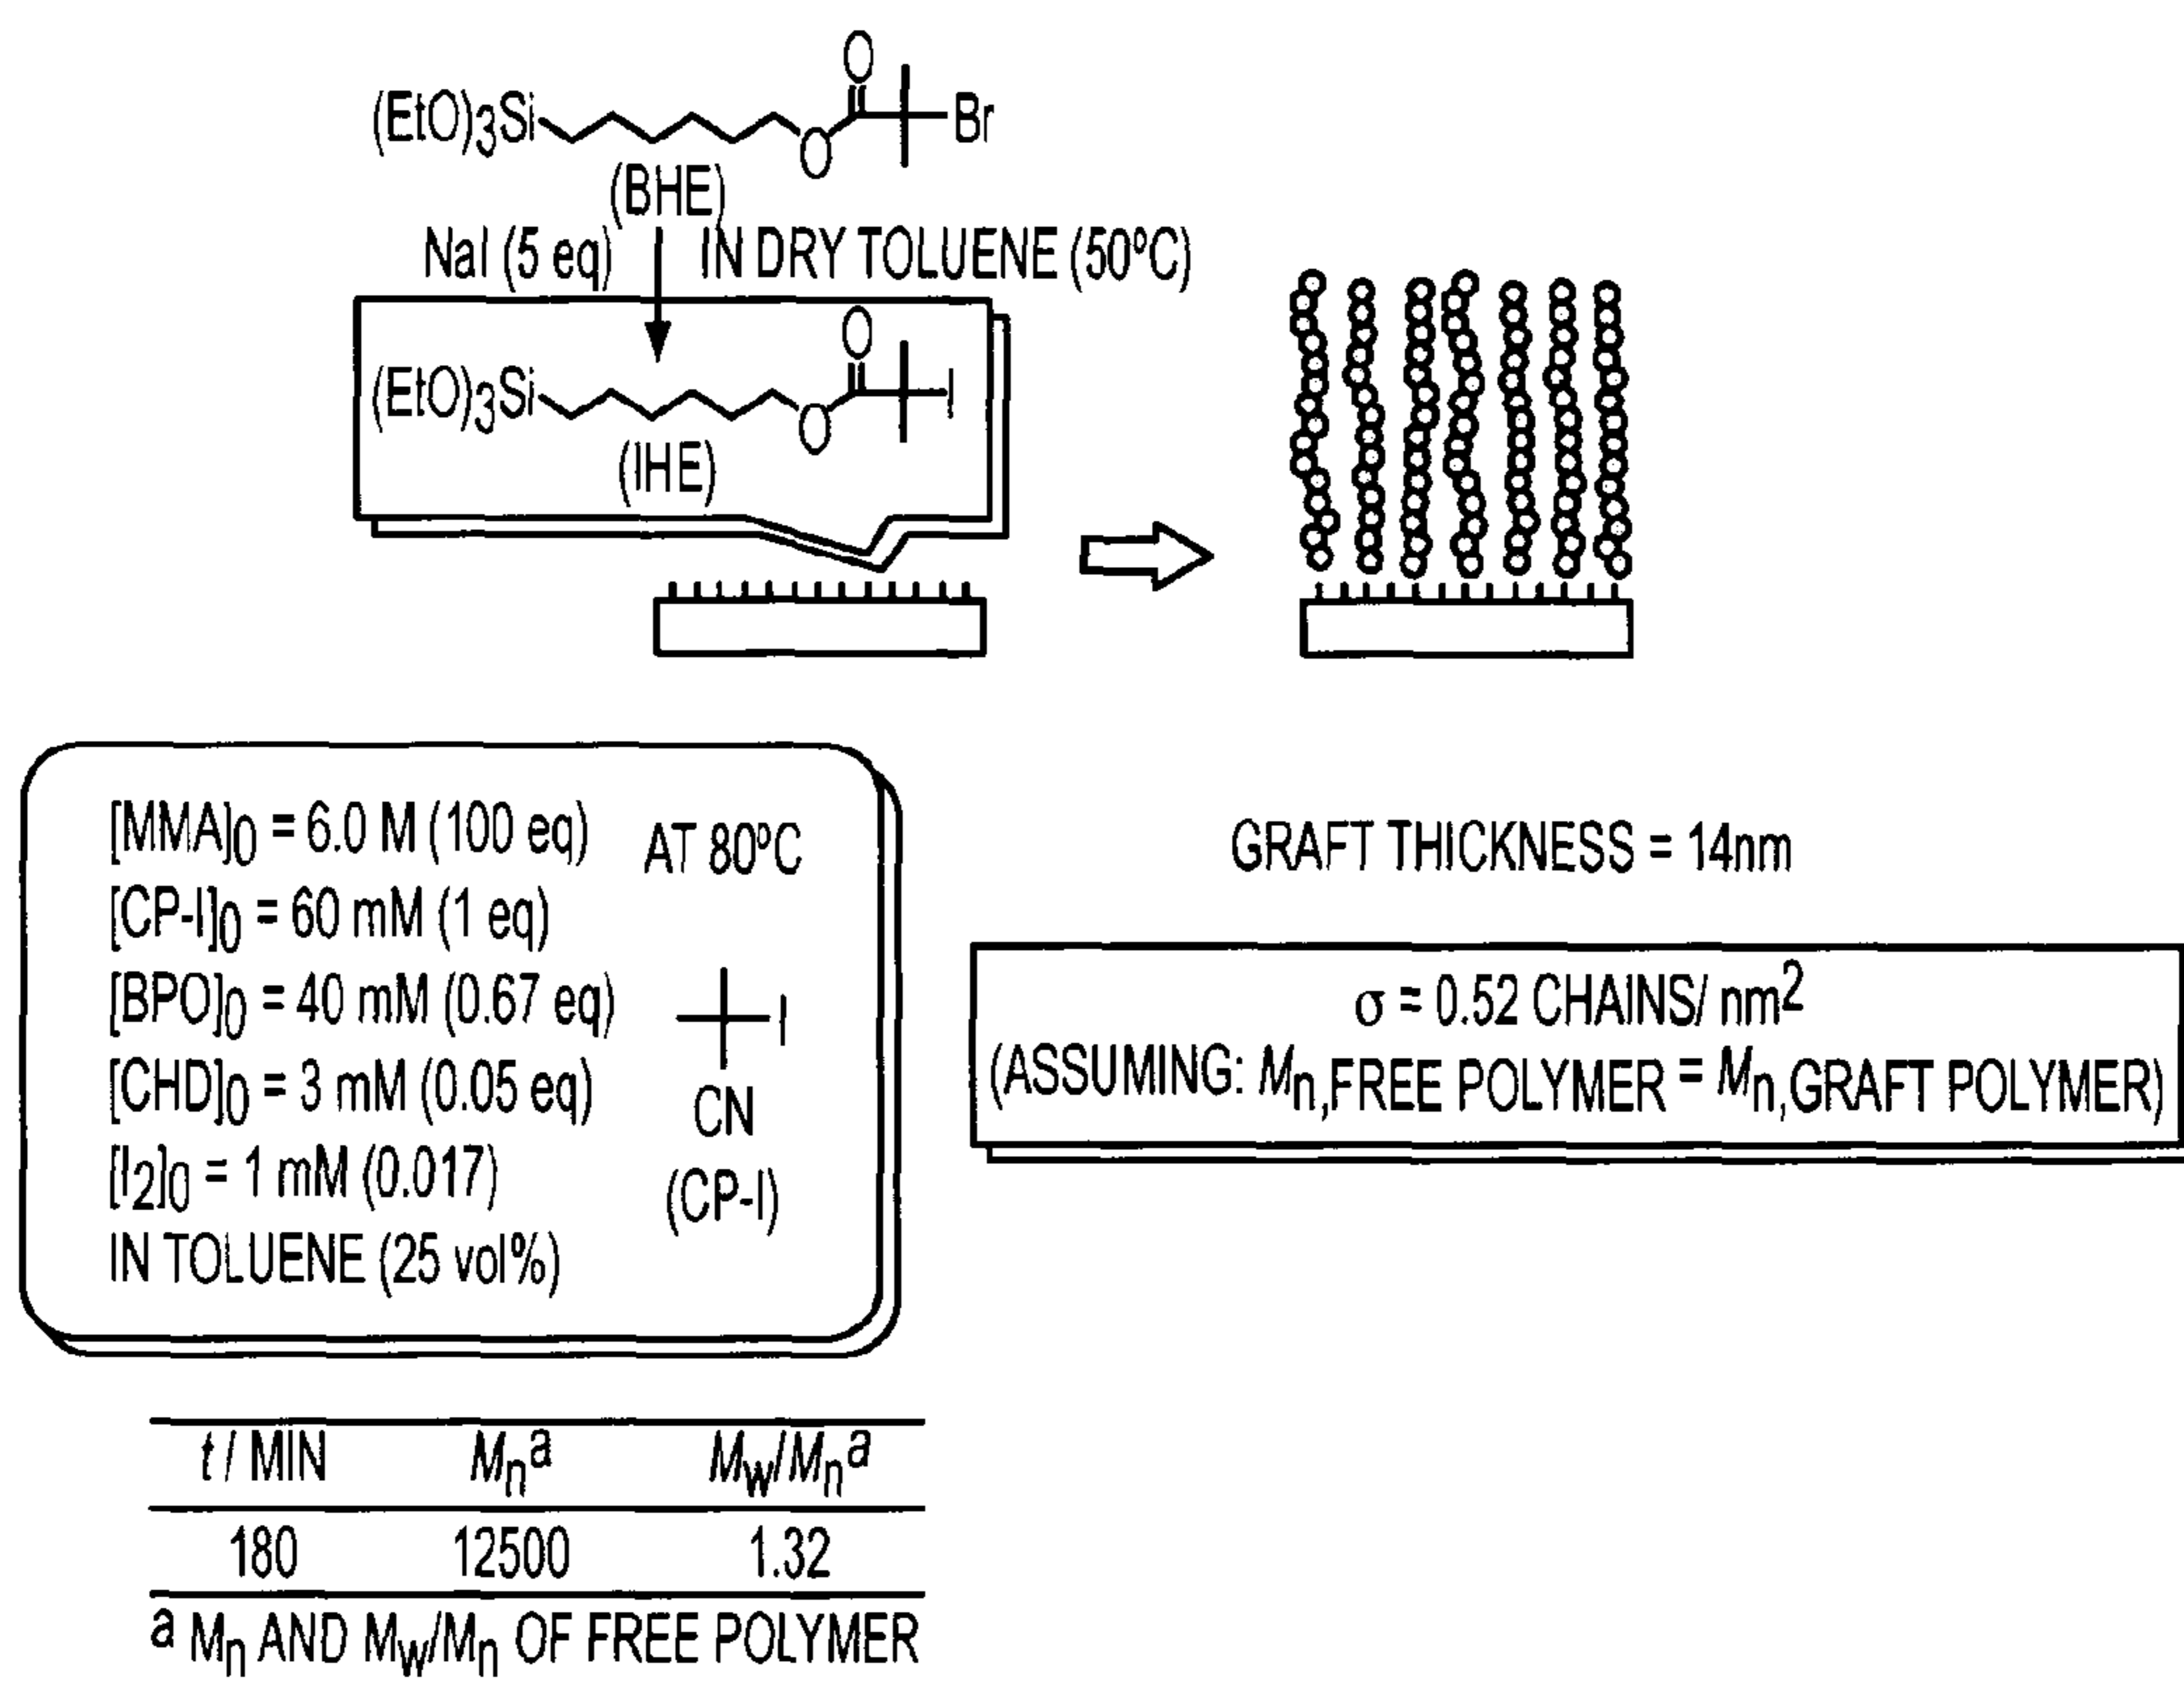 O
(EtO)3Si O Br
(BHE)
NaI (5 eq) IN DRY TOLUENE (50ºC)
O
(EtO)3Si O I
(IHE)
[MMA]0 = 6.0 M (100 eq) AT 80ºC
[CP-I]0 = 60 mM (1 eq)
[BPO]0 = 40 mM (0.67 eq)
I
[CHD]0 = 3 mM (0.05 eq)
CN
[I2]0 = 1 mM (0.017)
(CP-I)
IN TOLUENE (25 vol%)
GRAFT THICKNESS = 14nm
σ = 0.52 CHAINS/ nm2
(ASSUMING: Mn,FREE POLYMER = Mn,GRAFT POLYMER)
t / MIN Mn a Mw/Mn a
180 12500 1.32
a Mn AND Mw/Mn OF FREE POLYMER